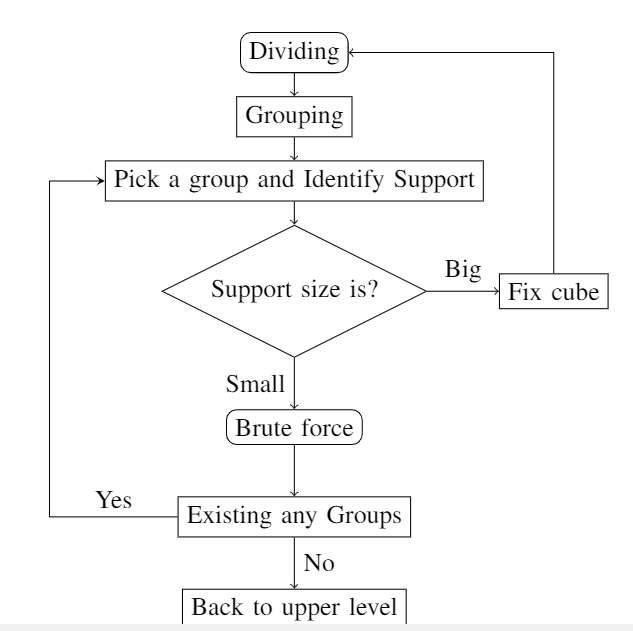 Dividing
Grouping
Pick a group and Identify Support
Support size is?
Big
Fix cube
Small
Brute force
Yes
Existing any Groups
No
Back to upper level